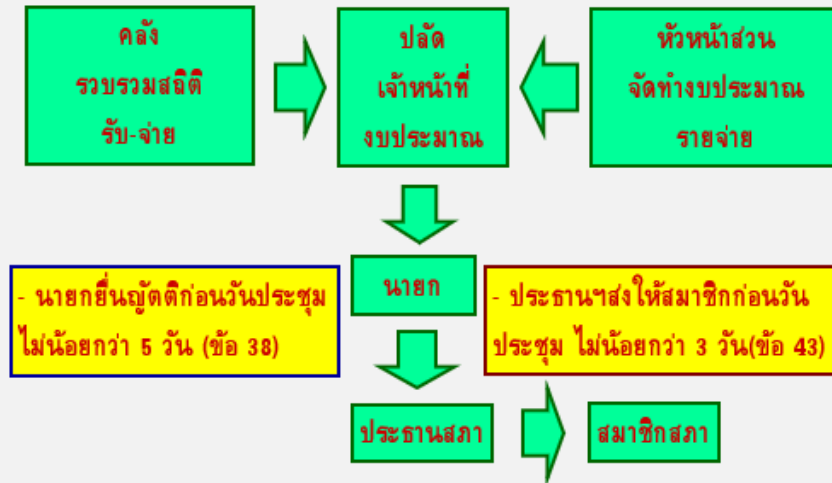 คลัง
รวบรวมสถิติ
รับ-จ่าย
ปลัด
เจ้าหน้าที่
งบประมาณ
หัวหน้าส่วน
จัดทำงบประมาณ
รายจ่าย
- นายกยื่นญัตติก่อนวันประชุม
ไม่น้อยกว่า 5 วัน (ข้อ 38)
นายก
- ประธานฯส่งให้สมาชิกก่อนวัน
ประชุม ไม่น้อยกว่า 3 วัน(ข้อ 43)
ประธานสภา
สมาชิกสภา